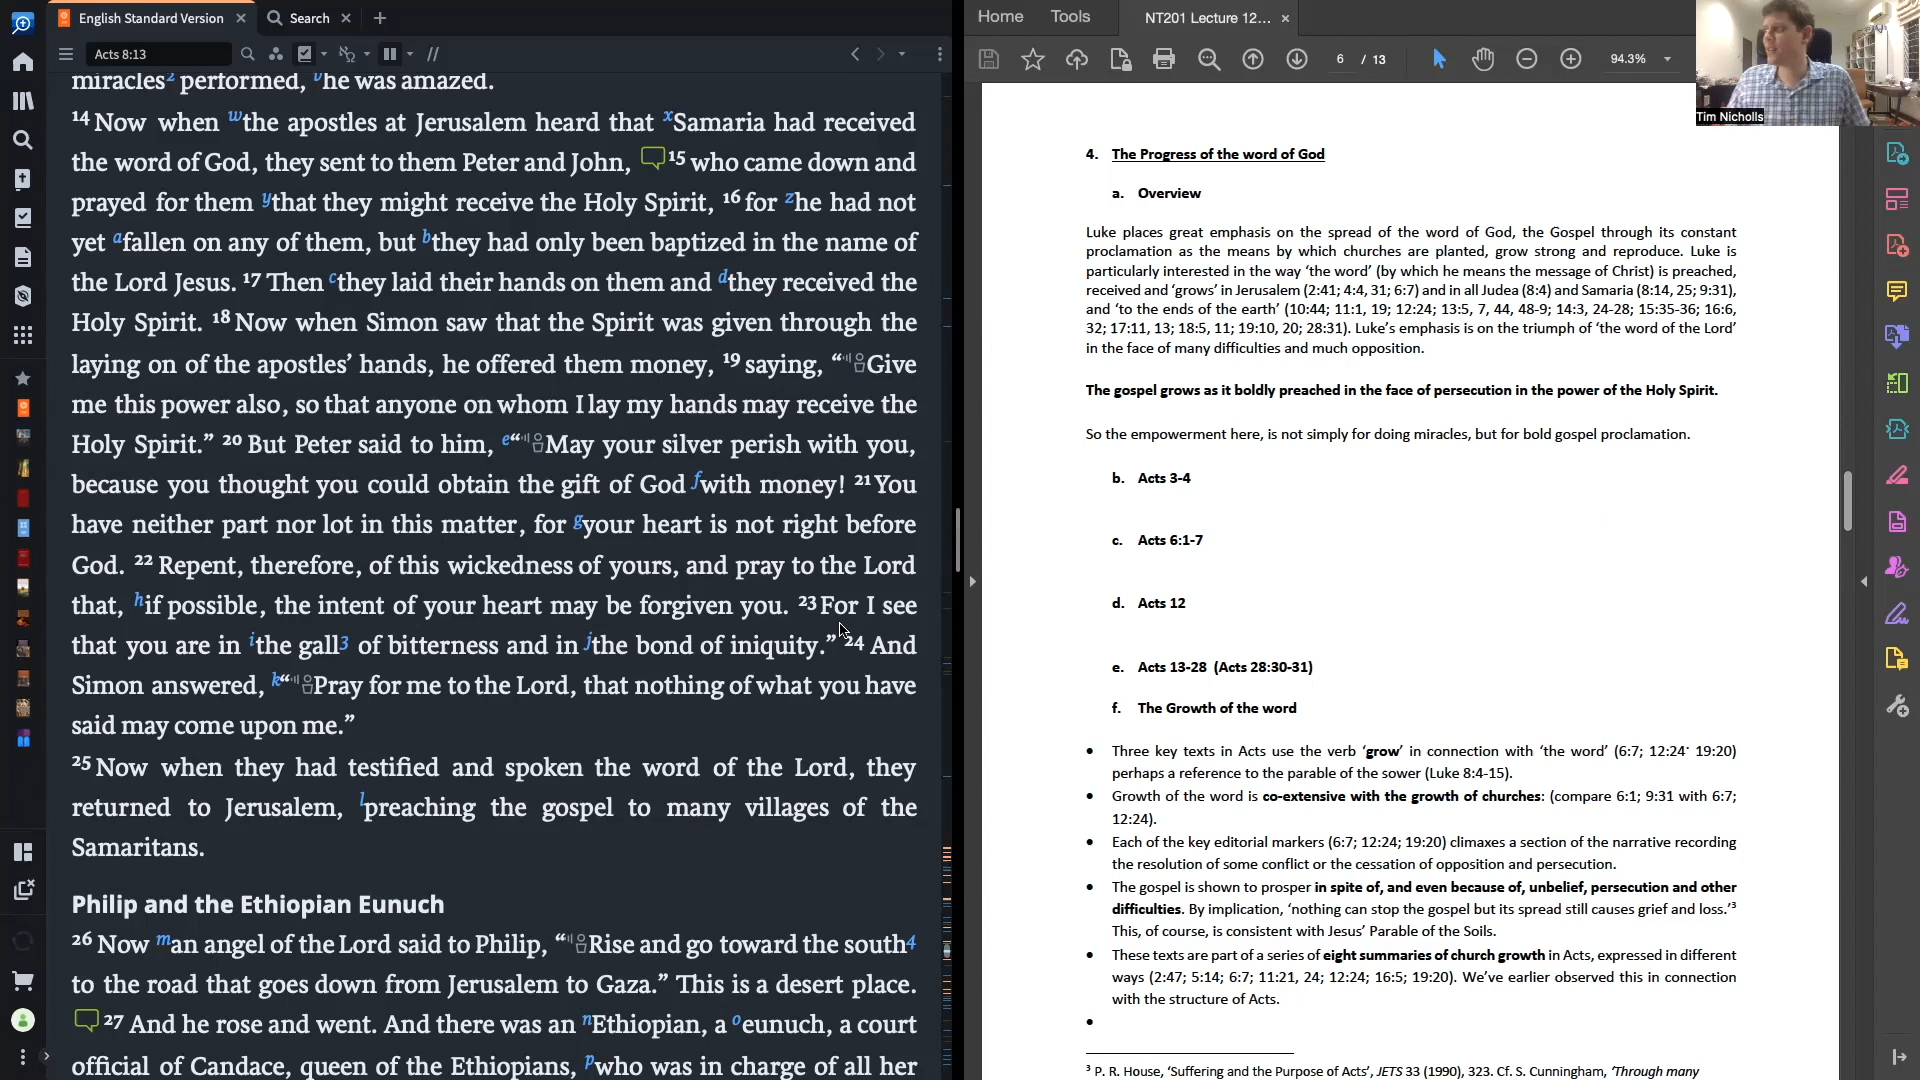 English Standard Version
Search
Acts 8:13
miracles2 performed, vhe was amazed.
14 Now when wthe apostles at Jerusalem heard that xSamaria had received
the word of God, they sent to them Peter and John, 15 who came down and
prayed for them ythat they might receive the Holy Spirit, 16 for zhe had not
yet afallen on any of them, but bthey had only been baptized in the name of
the Lord Jesus. 17 Then cthey laid their hands on them and dthey received the
Holy Spirit. 18 Now when Simon saw that the Spirit was given through the
laying on of the apostles’ hands, he offered them money, 19 saying, “Give
me this power also, so that anyone on whom I lay my hands may receive the
Holy Spirit.” 20 But Peter said to him, e“May your silver perish with you,
because you thought you could obtain the gift of God fwith money! 21 You
have neither part nor lot in this matter, for gyour heart is not right before
God. 22 Repent, therefore, of this wickedness of yours, and pray to the Lord
that, hif possible, the intent of your heart may be forgiven you. 23 For I see
that you are in ithe gall3 of bitterness and in jthe bond of iniquity.” 24 And
Simon answered, k“Pray for me to the Lord, that nothing of what you have
said may come upon me.”
25 Now when they had testified and spoken the word of the Lord, they
returned to Jerusalem, lpreaching the gospel to many villages of the
Samaritans.
Philip and the Ethiopian Eunuch
26 Now man angel of the Lord said to Philip, “Rise and go toward the south4
to the road that goes down from Jerusalem to Gaza.” This is a desert place.
27 And he rose and went. And there was an nEthiopian, a oeunuch, a court
official of Candace, queen of the Ethiopians, pwho was in charge of all her
Home Tools NT201 Lecture 12...
6 / 13 94.3%
Tim Nicholls
4. The Progress of the word of God
a. Overview
Luke places great emphasis on the spread of the word of God, the Gospel through its constant
proclamation as the means by which churches are planted, grow strong and reproduce. Luke is
particularly interested in the way ‘the word’ (by which he means the message of Christ) is preached,
received and ‘grows’ in Jerusalem (2:41; 4:4, 31; 6:7) and in all Judea (8:4) and Samaria (8:14, 25; 9:31),
and ‘to the ends of the earth’ (10:44; 11:1, 19; 12:24; 13:5, 7, 44, 48-9; 14:3, 24-28; 15:35-36; 16:6,
32; 17:11, 13; 18:5, 11; 19:10, 20; 28:31). Luke’s emphasis is on the triumph of ‘the word of the Lord’
in the face of many difficulties and much opposition.
The gospel grows as it boldly preached in the face of persecution in the power of the Holy Spirit.
So the empowerment here, is not simply for doing miracles, but for bold gospel proclamation.
b. Acts 3-4
c. Acts 6:1-7
d. Acts 12
e. Acts 13-28 (Acts 28:30-31)
f. The Growth of the word
• Three key texts in Acts use the verb ‘grow’ in connection with ‘the word’ (6:7; 12:24; 19:20)
perhaps a reference to the parable of the sower (Luke 8:4-15).
• Growth of the word is co-extensive with the growth of churches: (compare 6:1; 9:31 with 6:7;
12:24).
• Each of the key editorial markers (6:7; 12:24; 19:20) climaxes a section of the narrative recording
the resolution of some conflict or the cessation of opposition and persecution.
• The gospel is shown to prosper in spite of, and even because of, unbelief, persecution and other
difficulties. By implication, ‘nothing can stop the gospel but its spread still causes grief and loss.’3
This, of course, is consistent with Jesus’ Parable of the Soils.
• These texts are part of a series of eight summaries of church growth in Acts, expressed in different
ways (2:47; 5:14; 6:7; 11:21, 24; 12:24; 16:5; 19:20). We’ve earlier observed this in connection
with the structure of Acts.
•
3 P. R. House, ‘Suffering and the Purpose of Acts’, JETS 33 (1990), 323. Cf. S. Cunningham, ‘Through many